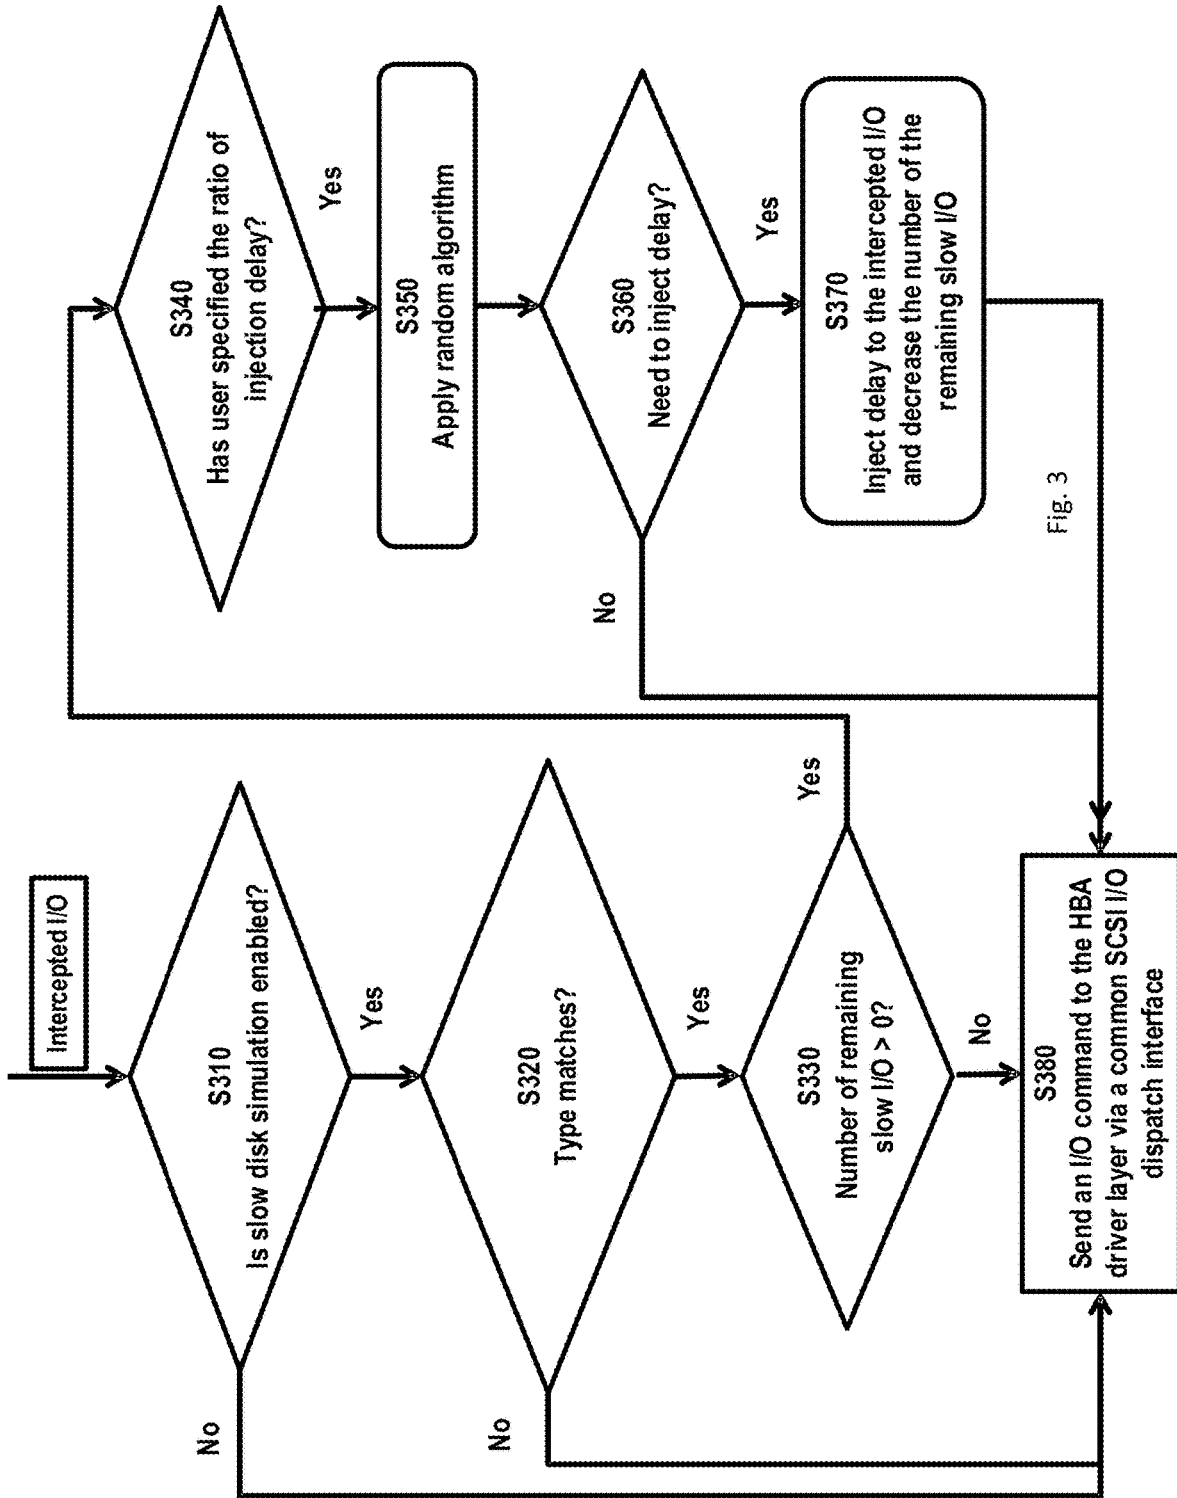 Intercepted I/O
S310
Is slow disk simulation enabled?
No
Yes
S320
Type matches?
No
Yes
S330
Number of remaining
slow I/O > 0?
Yes
No
S340
Has user specified the ratio of
injection delay?
Yes
S350
Apply random algorithm
S360
Need to inject delay?
No
Yes
S370
Inject delay to the intercepted I/O
and decrease the number of the
remaining slow I/O
S380
Send an I/O command to the HBA
driver layer via a common SCSI I/O
dispatch interface
Fig. 3